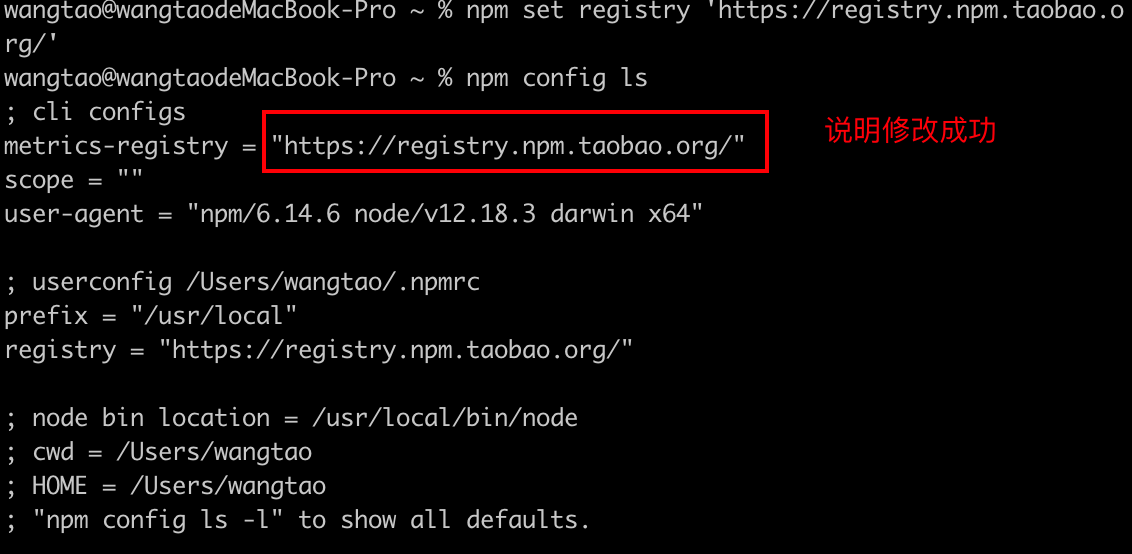 wangtao@wangtaodeMacBook-Pro ~ % npm set registry 'https://registry.npm.taobao.o
rg/'
wangtao@wangtaodeMacBook-Pro ~ % npm config ls
; cli configs
metrics-registry = "https://registry.npm.taobao.org/"
说明修改成功
scope = ""
user-agent = "npm/6.14.6 node/v12.18.3 darwin x64"
; userconfig /Users/wangtao/.npmrc
prefix = "/usr/local"
registry = "https://registry.npm.taobao.org/"
; node bin location = /usr/local/bin/node
; cwd = /Users/wangtao
; HOME = /Users/wangtao
; "npm config ls -l" to show all defaults.